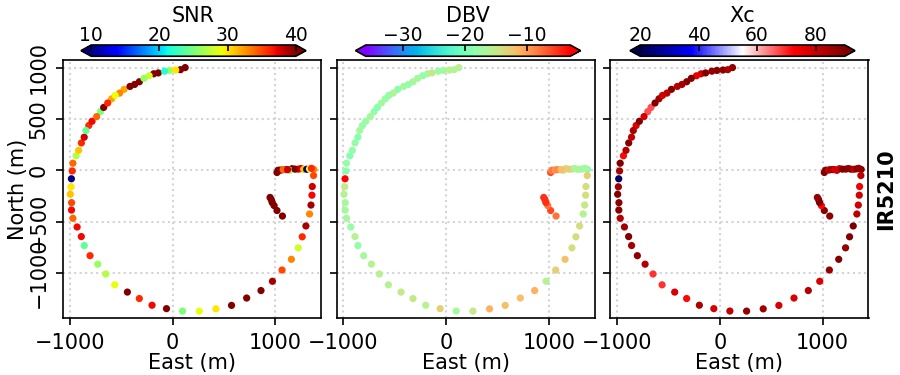 SNR DBV Xc
10 20 30 40 −30 −20 −10 20 40 60 80
1000
500
0
−500
−1000
North (m)
IR5210
−1000 0 1000 −1000 0 1000 −1000 0 1000
East (m) East (m) East (m)